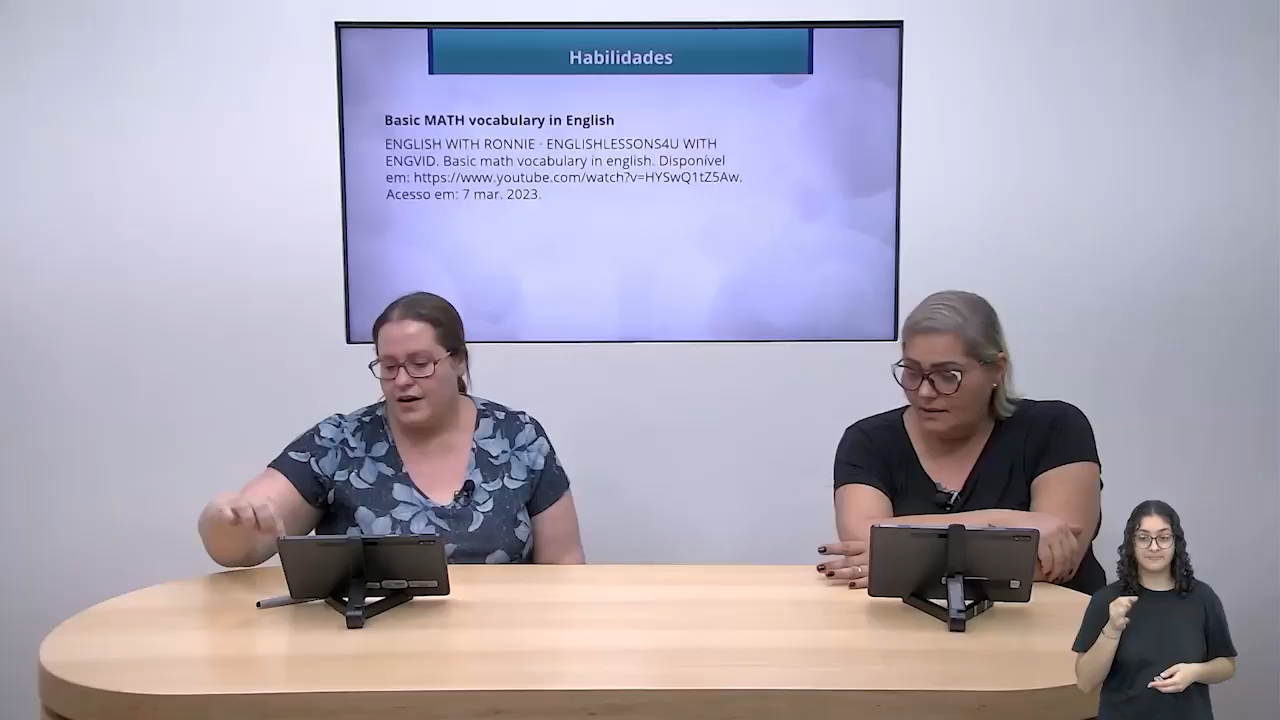 Habilidades
Basic MATH vocabulary in English
ENGLISH WITH RONNIE · ENGLISHLESSONS4U WITH
ENGVID. Basic math vocabulary in english. Disponível
em: https://www.youtube.com/watch?v=HYSwQ1tZ5Aw.
Acesso em: 7 mar. 2023.